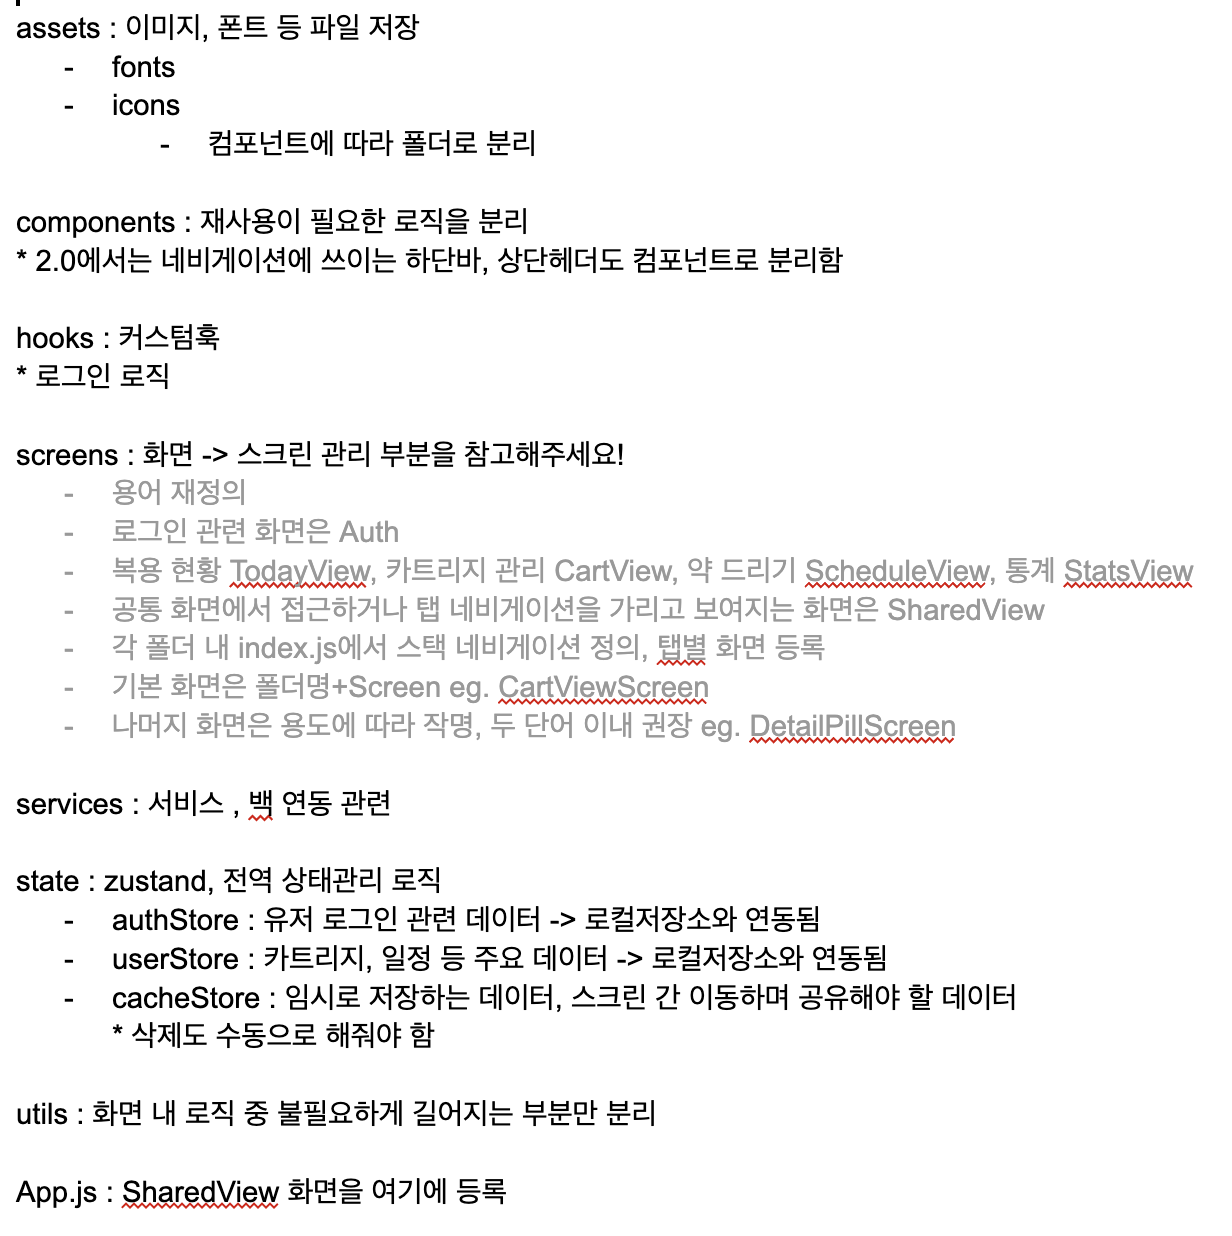 assets : 이미지, 폰트 등 파일 저장
- fonts
- icons
- 컴포넌트에 따라 폴더로 분리
components : 재사용이 필요한 로직을 분리
* 2.0에서는 네비게이션에 쓰이는 하단바, 상단헤더도 컴포넌트로 분리함
hooks : 커스텀훅
* 로그인 로직
screens : 화면 -> 스크린 관리 부분을 참고해주세요!
- 용어 재정의
- 로그인 관련 화면은 Auth
- 복용 현황 TodayView, 카트리지 관리 CartView, 약 드리기 ScheduleView, 통계 StatsView
- 공통 화면에서 접근하거나 탭 네비게이션을 가리고 보여지는 화면은 SharedView
- 각 폴더 내 index.js에서 스택 네비게이션 정의, 탭별 화면 등록
- 기본 화면은 폴더명+Screen eg. CartViewScreen
- 나머지 화면은 용도에 따라 작명, 두 단어 이내 권장 eg. DetailPillScreen
services : 서비스 , 백 연동 관련
state : zustand, 전역 상태관리 로직
- authStore : 유저 로그인 관련 데이터 -> 로컬저장소와 연동됨
- userStore : 카트리지, 일정 등 주요 데이터 -> 로컬저장소와 연동됨
- cacheStore : 임시로 저장하는 데이터, 스크린 간 이동하며 공유해야 할 데이터
* 삭제도 수동으로 해줘야 함
utils : 화면 내 로직 중 불필요하게 길어지는 부분만 분리
App.js : SharedView 화면을 여기에 등록